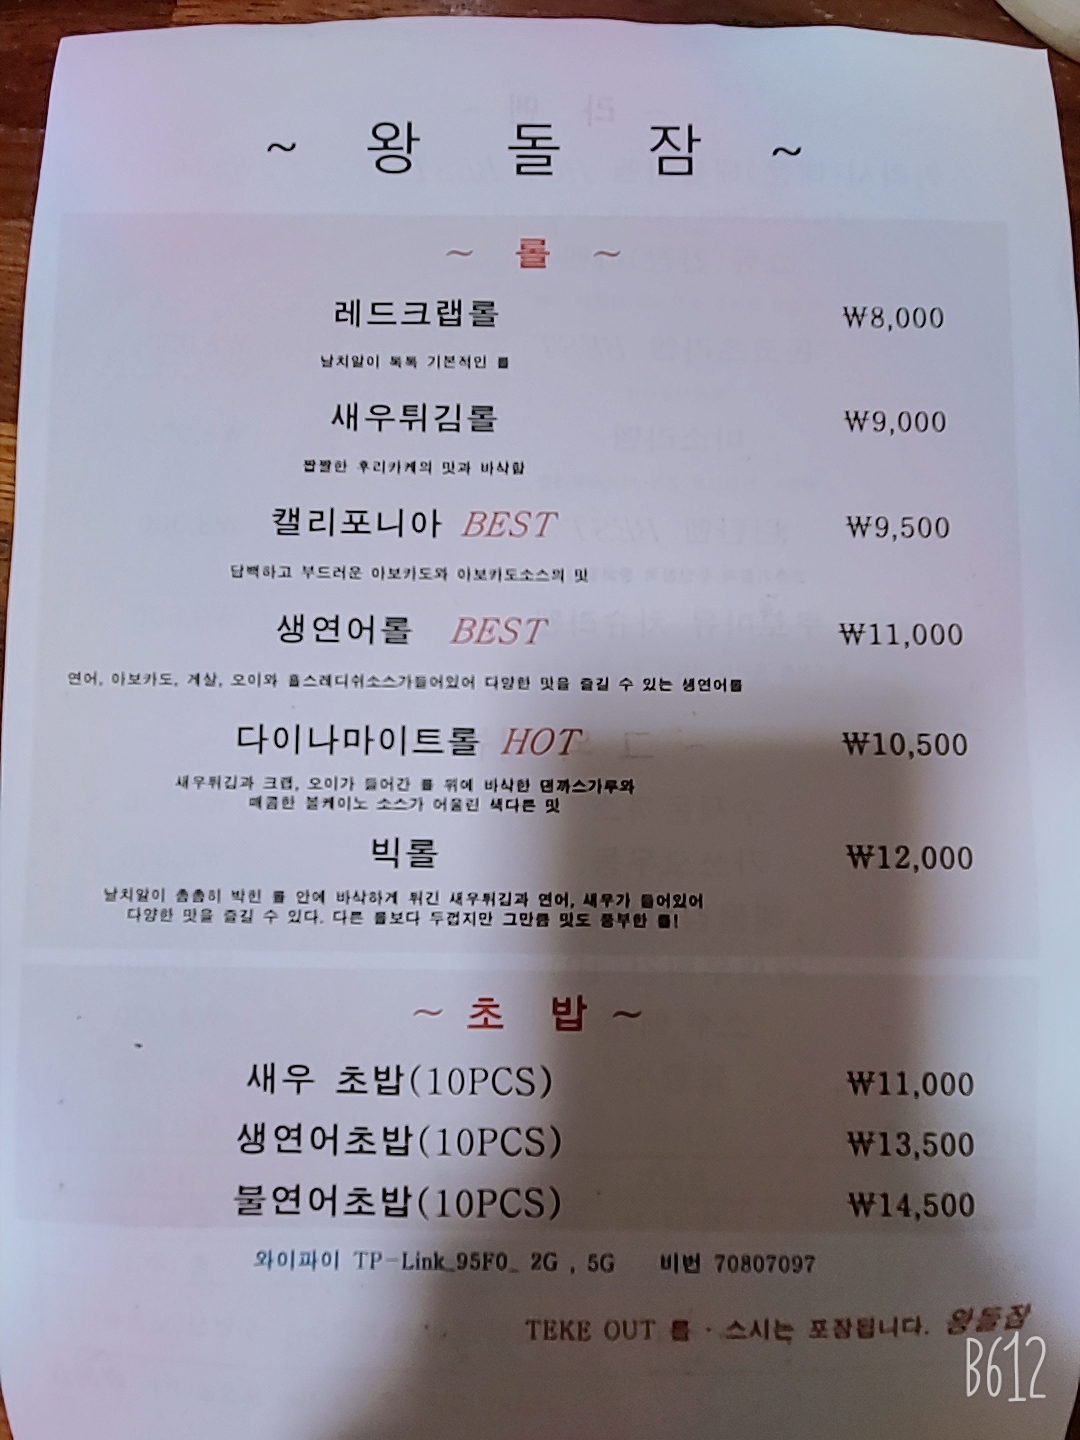 ~ 왕 돌 잠 ~
~ 롤 ~
레드크랩롤 ₩8,000
날치알이 톡톡 기본적인 롤
새우튀김롤 ₩9,000
짭짤한 후리카케의 맛과 바삭함
캘리포니아 BEST ₩9,500
담백하고 부드러운 아보카도와 아보카도소스의 맛
생연어롤 BEST ₩11,000
연어, 아보카도, 게살, 오이와 홀스레디쉬소스가들어있어 다양한 맛을 즐길 수 있는 생연어롤
다이나마이트롤 HOT ₩10,500
새우튀김과 크랩, 오이가 들어간 롤 위에 바삭한 덴까스가루와
매콤한 볼케이노 소스가 어울린 색다른 맛
빅롤 ₩12,000
날치알이 촘촘히 박힌 롤 안에 바삭하게 튀긴 새우튀김과 연어, 새우가 들어있어
다양한 맛을 즐길 수 있다. 다른 롤보다 두껍지만 그만큼 맛도 풍부한 롤!
~ 초 밥 ~
새우 초밥(10PCS) ₩11,000
생연어초밥(10PCS) ₩13,500
불연어초밥(10PCS) ₩14,500
와이파이 TP-Link_95F0_ 2G , 5G 비번 70807097
TEKE OUT 롤 · 스시는 포장됩니다. 왕돌잠
B612